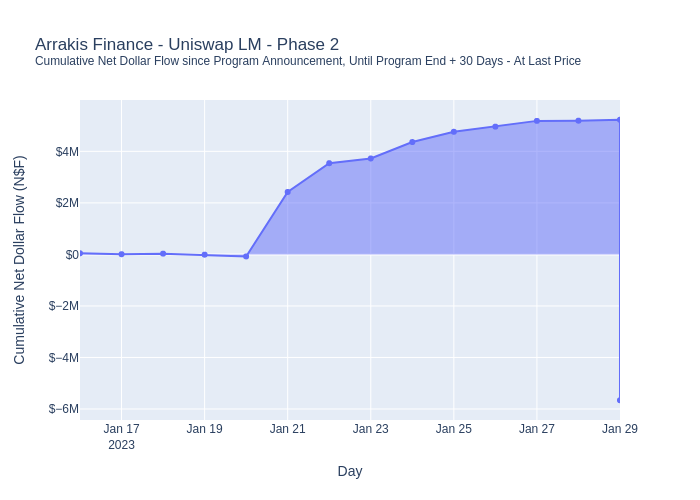 Arrakis Finance - Uniswap LM - Phase 2
Cumulative Net Dollar Flow since Program Announcement, Until Program End + 30 Days - At Last Price
Cumulative Net Dollar Flow (N$F)
$4M
$2M
$0
$−2M
$−4M
$−6M
Jan 17
2023
Jan 19
Jan 21
Jan 23
Jan 25
Jan 27
Jan 29
Day